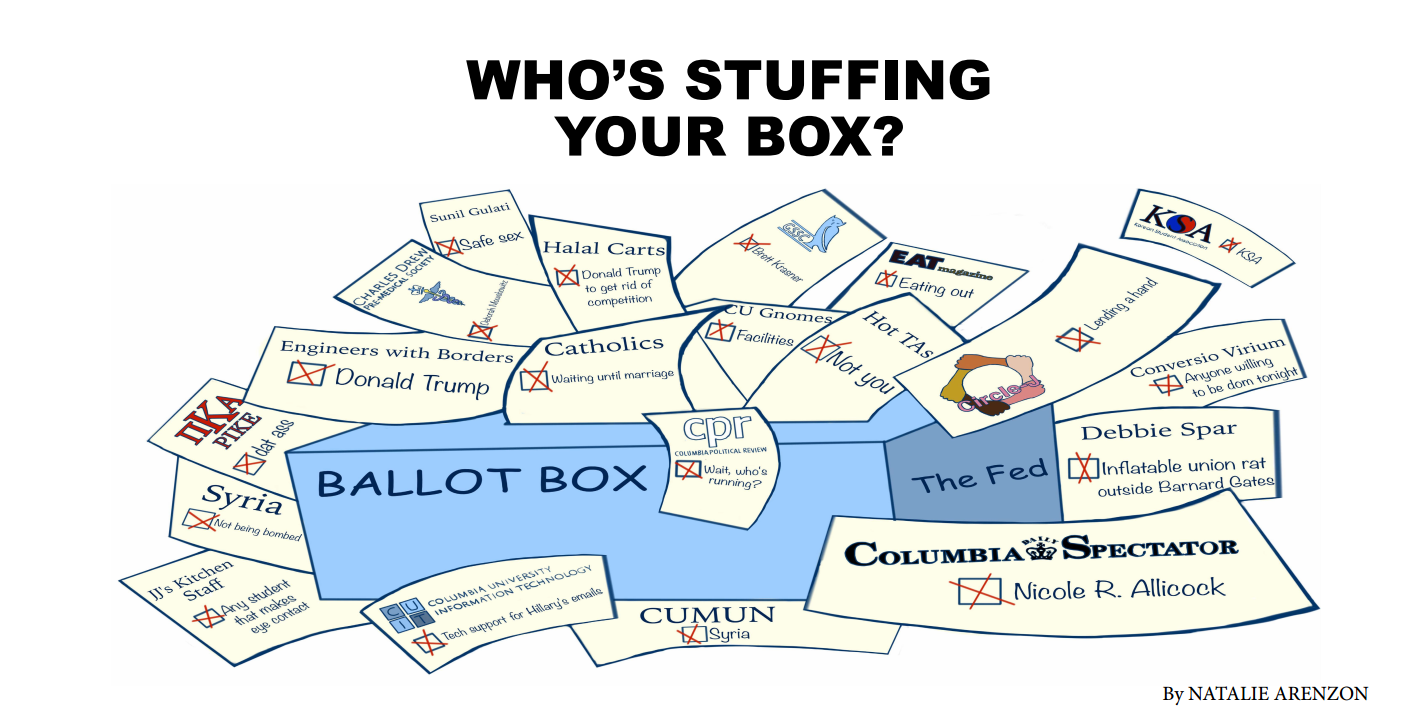 WHO'S STUFFING
YOUR BOX?
Sunil Gulati
Safe sex
CHARLES DREW
PRE-MEDICAL SOCIETY
Halal Carts
Donald Trump
to get rid of
competition
CSSC
Brett Krasner
EAT magazine
Eating out
KSA
Korean Student Association
KSA
Engineers with Borders
Donald Trump
Catholics
Waiting until marriage
CU Gnomes
Facilities
Hot TAs
Not you
Circle
Lending a hand
Conversio Virium
Anyone willing
to be dom tonight
ΠΚΑ
PIKE
dat ass
Syria
Not being bombed
BALLOT BOX
cpr
COLUMBIA POLITICAL REVIEW
Wait, who's
running?
The Fed
Debbie Spar
Inflatable union rat
outside Barnard Gates
JJ's Kitchen
Staff
Any student
that makes
eye contact
CU
IT
COLUMBIA UNIVERSITY
INFORMATION TECHNOLOGY
Tech support for Hillary's emails
CUMUN
Syria
COLUMBIA DAILY SPECTATOR
Nicole R. Allicock
By NATALIE ARENZON